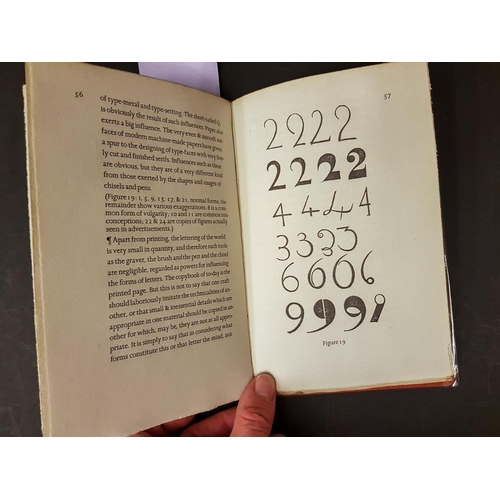 56
of type-metal and type-setting. The short-tailed Q
is obviously the result of such influences. Paper also
exerts a big influence. The very even & smooth sur-
faces of modern machine-made papers have given
a spur to the designing of type-faces with very fine-
ly cut and finished serifs. Influences such as these
are obvious, but they are of a very different kind
from those exerted by the shapes and usages of
chisels and pens.
(Figure 19: 1, 5, 9, 13, 17, & 21, normal forms, the
remainder show various exaggerations. It is a com-
mon form of vulgarity; 10 and 11 are common mis-
conceptions; 22 & 24 are copies of figures actually
seen in advertisements.)
¶ Apart from printing, the lettering of the world
is very small in quantity, and therefore such tools
as the graver, the brush and the pen and the chisel
are negligible, regarded as powers for influencing
the forms of letters. The copybook of to-day is the
printed page. But this is not to say that one craft
should laboriously imitate the technicalities of an-
other, or that small & inessential details which are
appropriate in one material should be copied in an-
other for which, may be, they are not at all appro-
priate. It is simply to say that in considering what
forms constitute this or that letter the mind, not
57
2222
2222
4444
3333
6606
9999
Figure 19